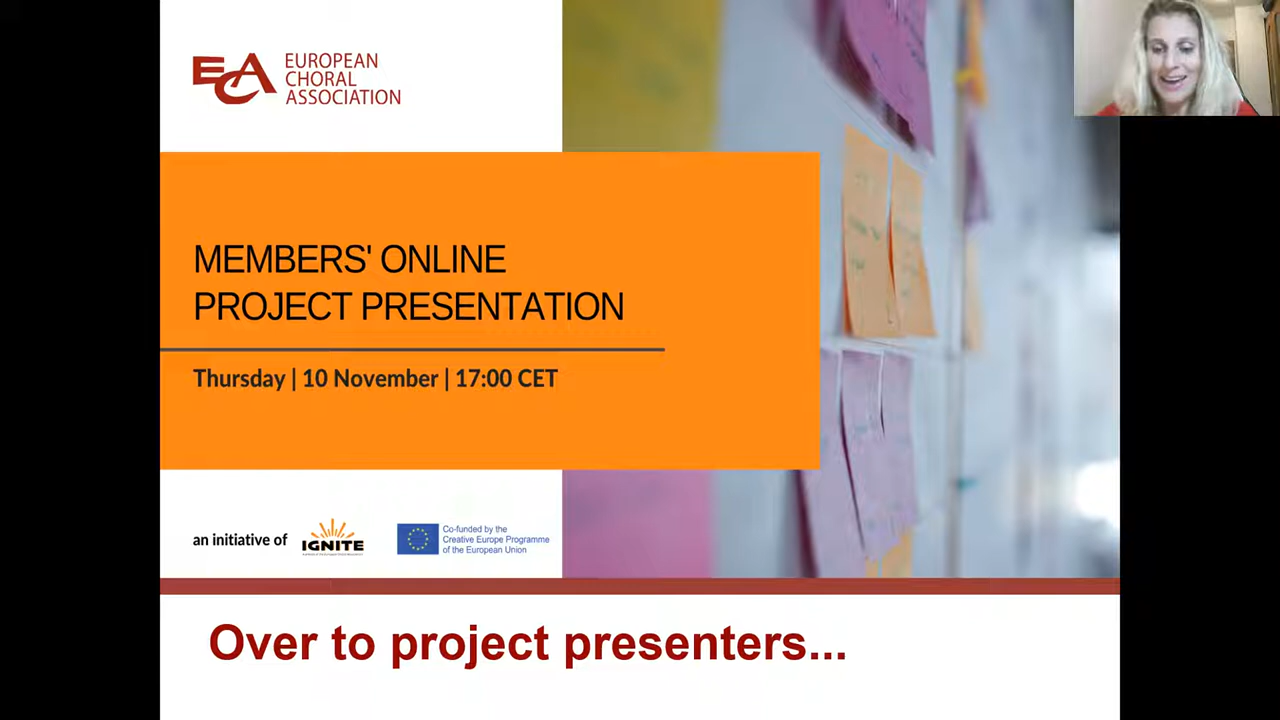 ECA EUROPEAN
CHORAL
ASSOCIATION
MEMBERS' ONLINE
PROJECT PRESENTATION
Thursday | 10 November | 17:00 CET
an initiative of IGNITE
Co-funded by the
Creative Europe Programme
of the European Union
Over to project presenters...